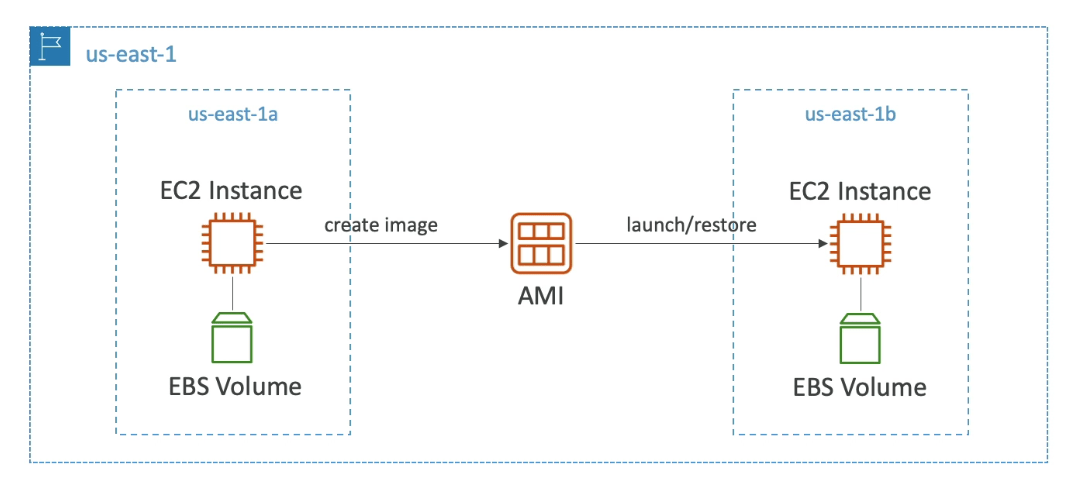 us-east-1
us-east-1a
us-east-1b
EC2 Instance
EC2 Instance
create image
launch/restore
AMI
EBS Volume
EBS Volume